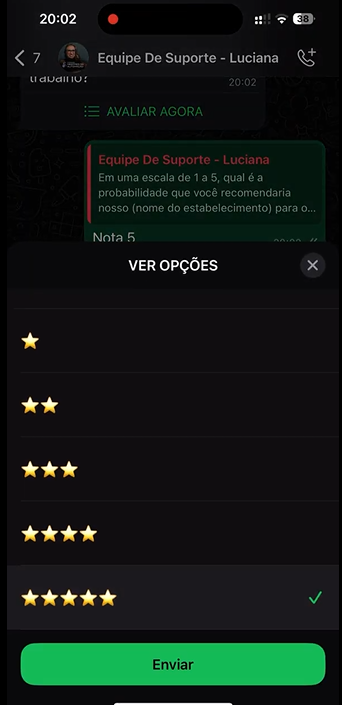 20:02
38
7
Equipe De Suporte - Luciana
trabalho?
20:02
AVALIAR AGORA
Equipe De Suporte - Luciana
Em uma escala de 1 a 5, qual é a
probabilidade que você recomendaria
nosso (nome do estabelecimento) para o...
Nota 5
VER OPÇÕES
Enviar